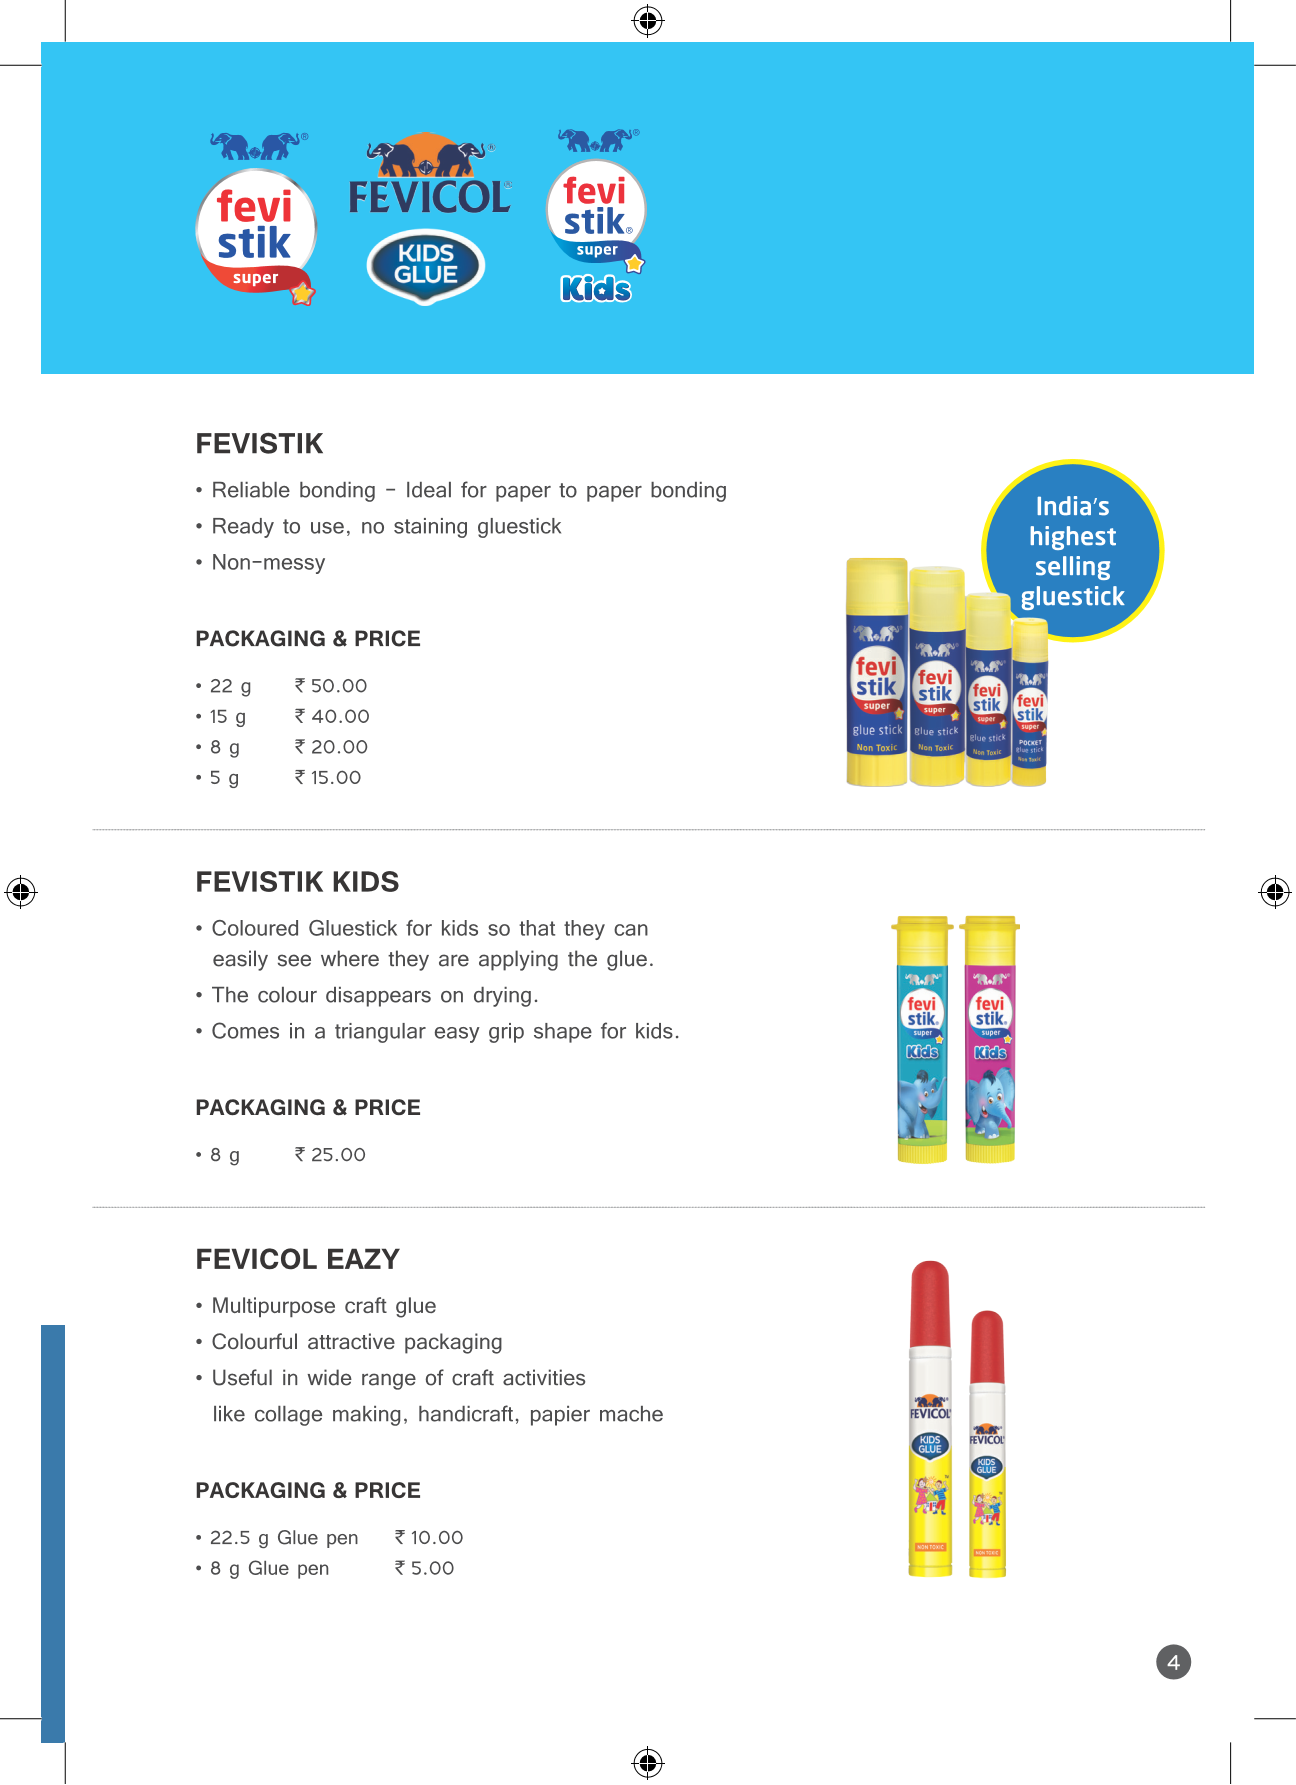 fevi
stik
super
FEVICOL®
KIDS
GLUE
fevi
stik®
super
Kids
FEVISTIK
• Reliable bonding - Ideal for paper to paper bonding
• Ready to use, no staining gluestick
• Non-messy
India's
highest
selling
gluestick
PACKAGING & PRICE
• 22 g ₹ 50.00
• 15 g ₹ 40.00
• 8 g ₹ 20.00
• 5 g ₹ 15.00
fevi
stik
super
glue stick
Non Toxic
fevi
stik
super
glue stick
Non Toxic
fevi
stik
super
glue stick
Non Toxic
fevi
stik
super
POCKET
glue stick
Non Toxic
FEVISTIK KIDS
• Coloured Gluestick for kids so that they can
easily see where they are applying the glue.
• The colour disappears on drying.
• Comes in a triangular easy grip shape for kids.
fevi
stik®
super
Kids
fevi
stik®
super
Kids
PACKAGING & PRICE
• 8 g ₹ 25.00
FEVICOL EAZY
• Multipurpose craft glue
• Colourful attractive packaging
• Useful in wide range of craft activities
like collage making, handicraft, papier mache
FEVICOL
KIDS
GLUE
NON TOXIC
FEVICOL
KIDS
GLUE
NON TOXIC
PACKAGING & PRICE
• 22.5 g Glue pen ₹ 10.00
• 8 g Glue pen ₹ 5.00
4